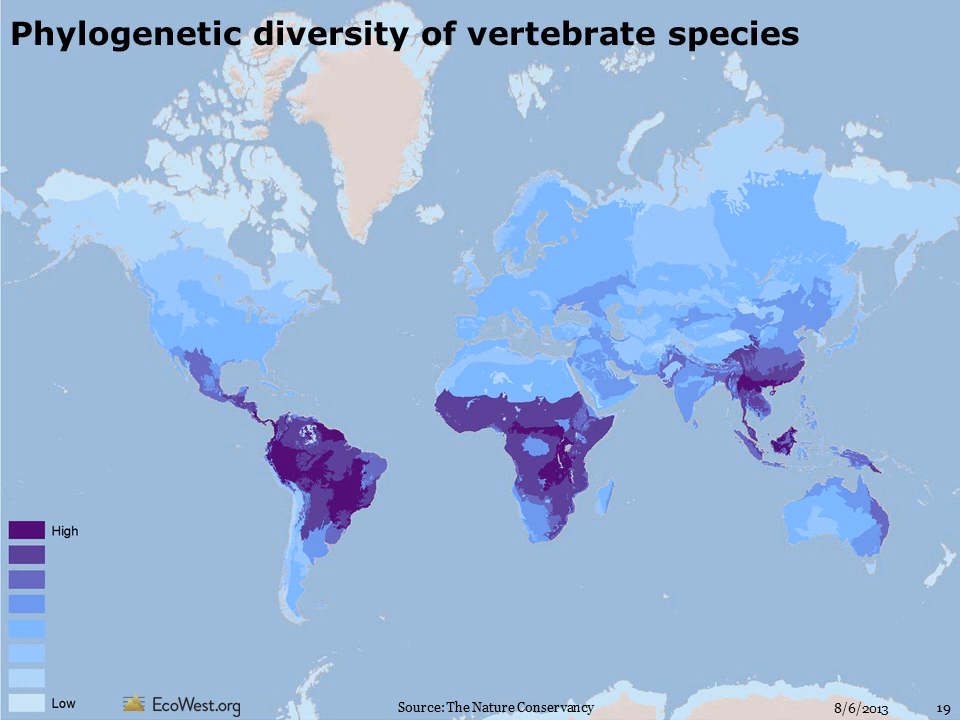 Phylogenetic diversity of vertebrate species
High
Low
EcoWest.org
Source: The Nature Conservancy
8/6/2013
19